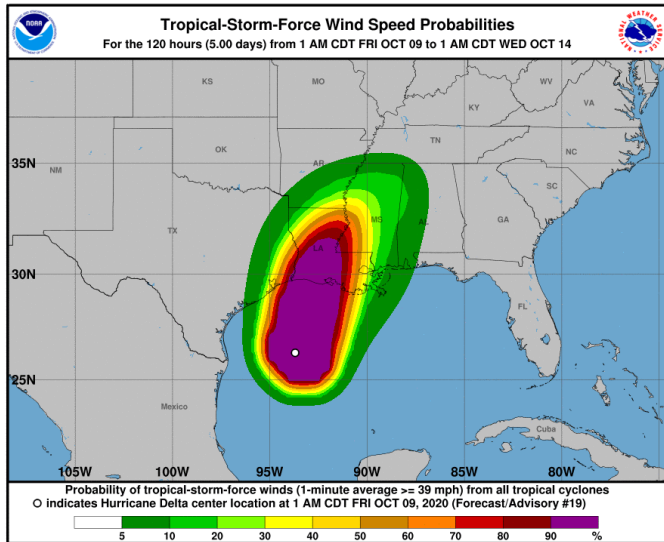 NOAA
Tropical-Storm-Force Wind Speed Probabilities
For the 120 hours (5.00 days) from 1 AM CDT FRI OCT 09 to 1 AM CDT WED OCT 14
NATIONAL WEATHER SERVICE
KS
MO
WV
KY
VA
OK
TN
NC
AR
35N
NM
SC
MS
AL
GA
TX
LA
30N
FL
25N
Mexico
Cuba
105W 100W 95W 90W 85W 80W
Probability of tropical-storm-force winds (1-minute average >= 39 mph) from all tropical cyclones
indicates Hurricane Delta center location at 1 AM CDT FRI OCT 09, 2020 (Forecast/Advisory #19)
5 10 20 30 40 50 60 70 80 90 %